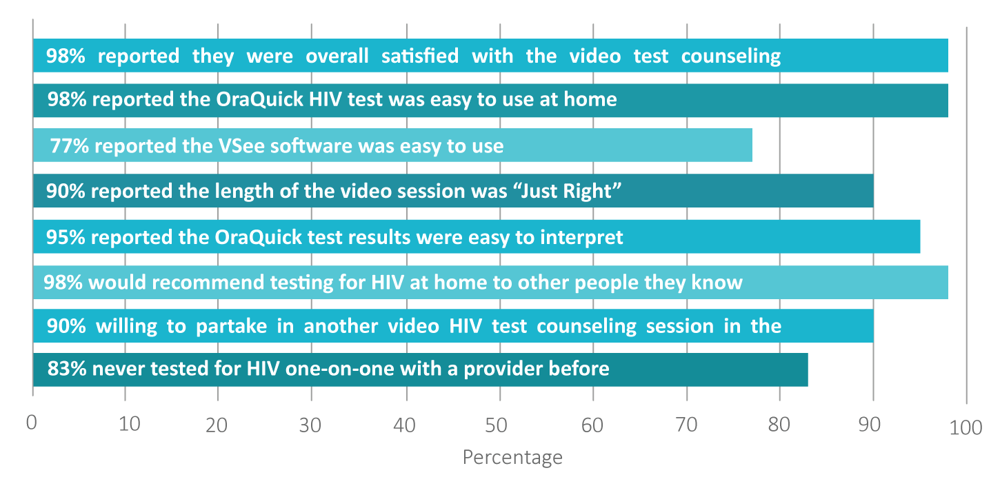 98% reported they were overall satisfied with the video test counseling
98% reported the OraQuick HIV test was easy to use at home
77% reported the VSee software was easy to use
90% reported the length of the video session was “Just Right”
95% reported the OraQuick test results were easy to interpret
98% would recommend testing for HIV at home to other people they know
90% willing to partake in another video HIV test counseling session in the
83% never tested for HIV one-on-one with a provider before
0 10 20 30 40 50 60 70 80 90 100
Percentage